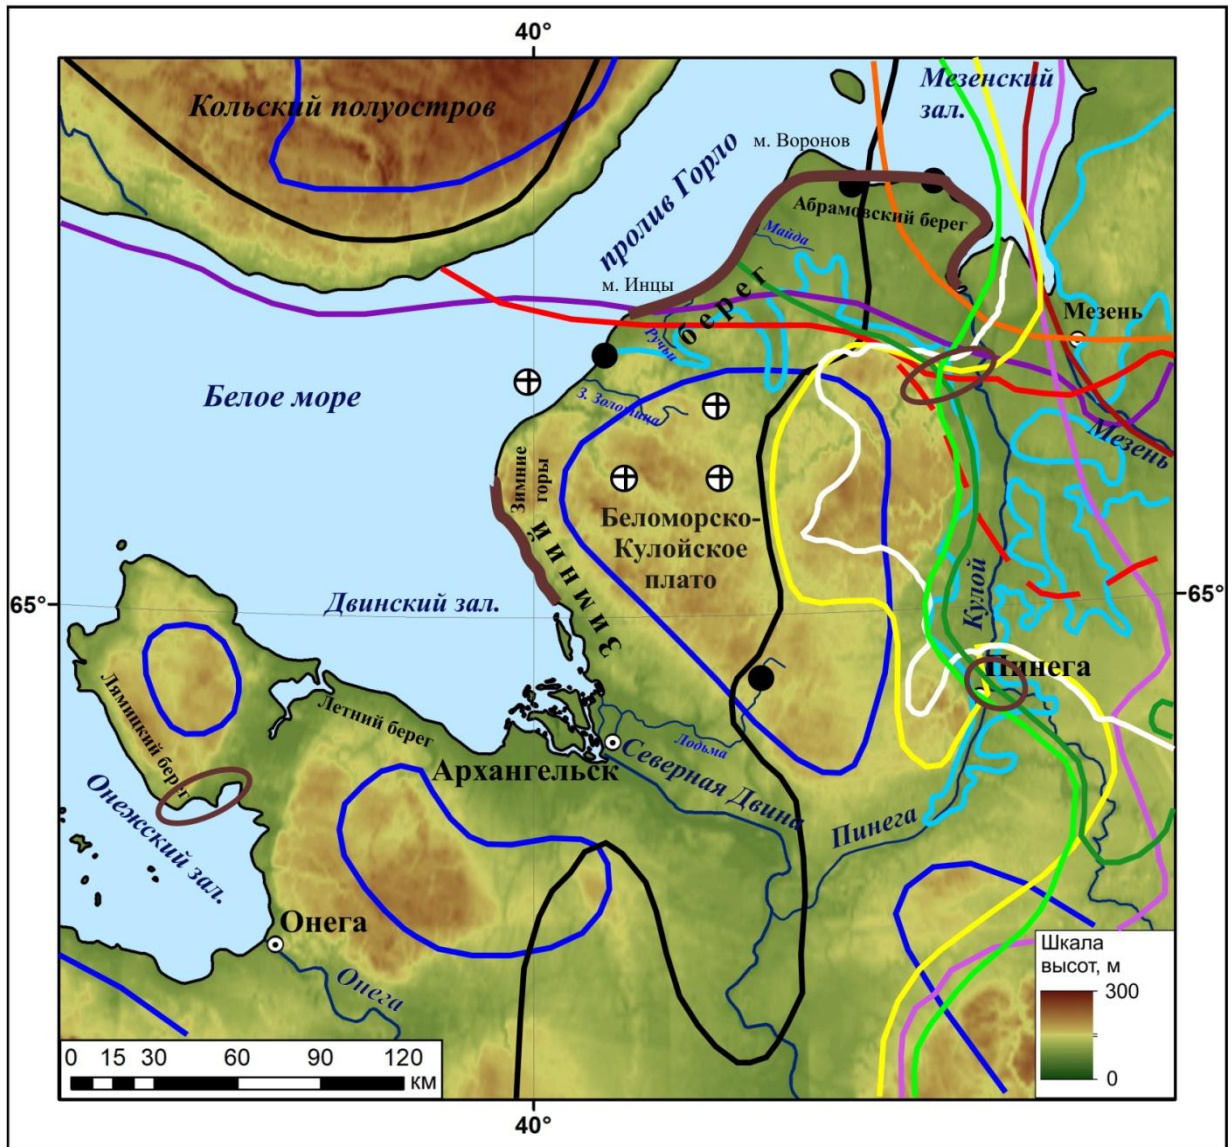 40°
Мезенский
зал.
Кольский полуостров
м. Воронов
пролив Горло
Абрамовский берег
Майда
м. Инцы
берег
Мезень
Ручьи
Белое море
З. Золотица
Мезень
Зимние
горы
Беломорско-
Кулойское
плато
Зимний
65°
65°
Двинский зал.
Кулой
Пинега
Лямицкий берег
Летний берег
Лодьма
Архангельск
Северная Двина
Онежский зал.
Пинега
Онега
Онега
Шкала
высот, м
300
0
0 15 30 60 90 120
км
40°